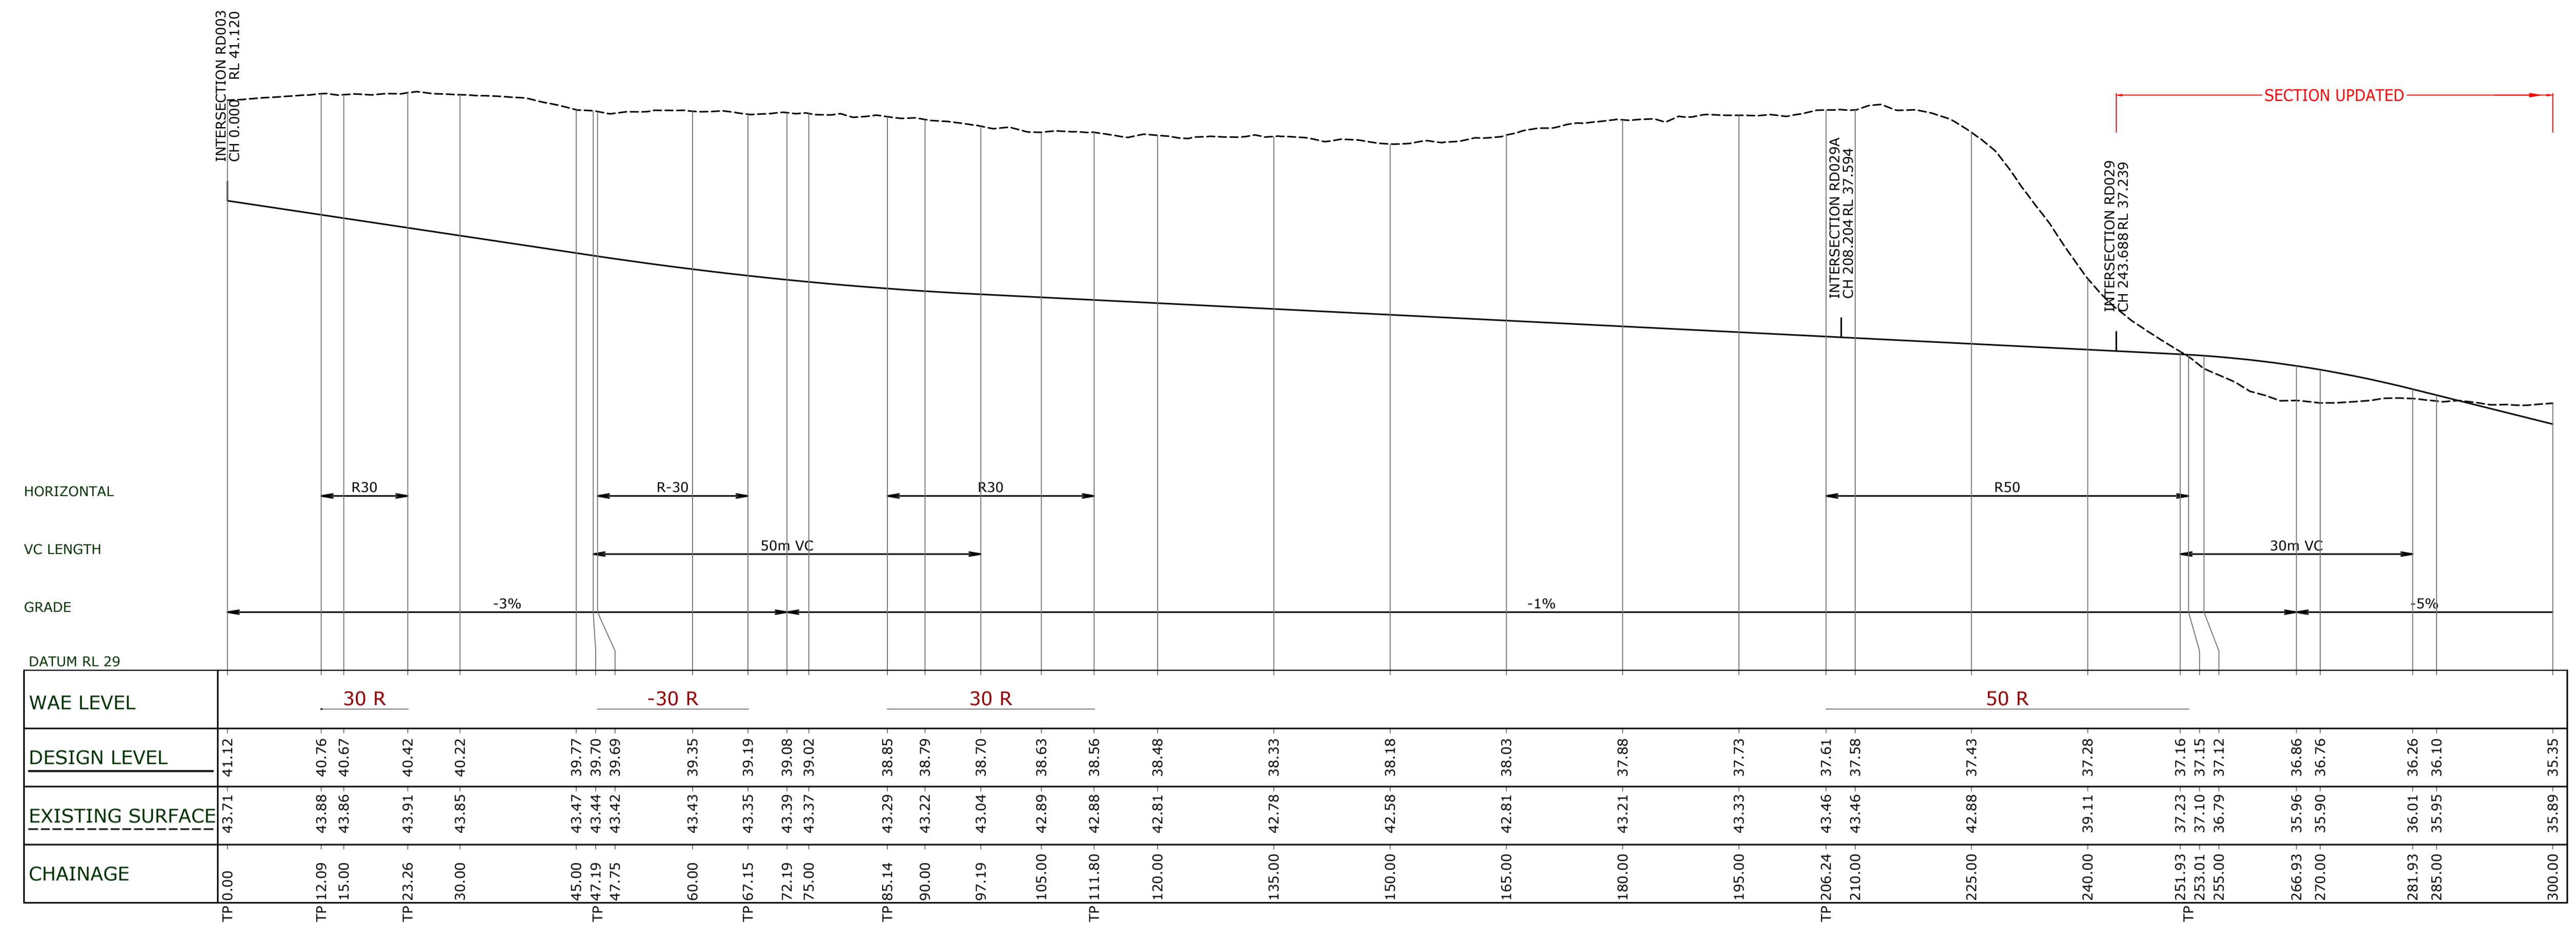 INTERSECTION RD003
CH 0.000 RL 41.120
INTERSECTION RD029A
CH 208.204 RL 37.594
INTERSECTION RD029
CH 243.688 RL 37.239
SECTION UPDATED
HORIZONTAL R30 R-30 R30 R50
VC LENGTH 50m VC 30m VC
GRADE -3% -1% -5%
DATUM RL 29
WAE LEVEL 30 R -30 R 30 R 50 R
DESIGN LEVEL 41.12 40.76 40.67 40.42 40.22 39.77 39.70 39.69 39.35 39.19 39.08 39.02 38.85 38.79 38.70 38.63 38.56 38.48 38.33 38.18 38.03 37.88 37.73 37.61 37.58 37.43 37.28 37.16 37.15 37.12 36.86 36.76 36.26 36.10 35.35
EXISTING SURFACE 43.71 43.88 43.86 43.91 43.85 43.47 43.44 43.42 43.43 43.35 43.39 43.37 43.29 43.22 43.04 42.89 42.88 42.81 42.78 42.58 42.81 43.21 43.33 43.46 43.46 42.88 39.11 37.23 37.10 36.79 35.96 35.90 36.01 35.95 35.89
CHAINAGE 0.00 12.09 15.00 23.26 30.00 45.00 47.19 47.75 60.00 67.15 72.19 75.00 85.14 90.00 97.19 105.00 111.80 120.00 135.00 150.00 165.00 180.00 195.00 206.24 210.00 225.00 240.00 251.93 253.01 255.00 266.93 270.00 281.93 285.00 300.00
TP TP TP TP TP TP TP TP TP